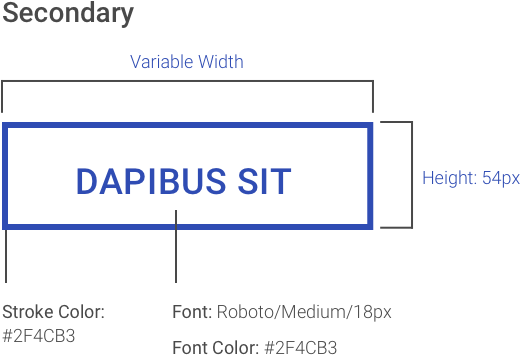 Secondary
Variable Width
DAPIBUS SIT
Height: 54px
Stroke Color:
#2F4CB3
Font: Roboto/Medium/18px
Font Color: #2F4CB3